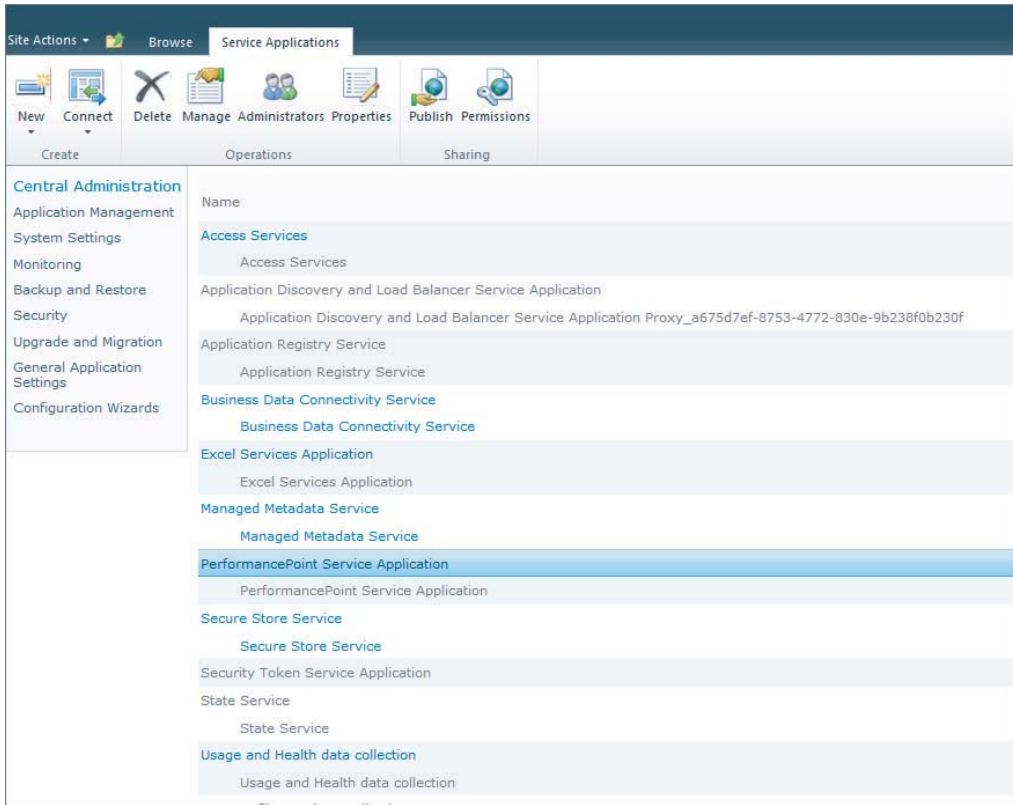 Site Actions Browse Service Applications
New Connect Delete Manage Administrators Properties Publish Permissions
Create Operations Sharing
Central Administration
Application Management
System Settings
Monitoring
Backup and Restore
Security
Upgrade and Migration
General Application
Settings
Configuration Wizards
Name
Access Services
Access Services
Application Discovery and Load Balancer Service Application
Application Discovery and Load Balancer Service Application Proxy_a675d7ef-8753-4772-830e-9b238f0b230f
Application Registry Service
Application Registry Service
Business Data Connectivity Service
Business Data Connectivity Service
Excel Services Application
Excel Services Application
Managed Metadata Service
Managed Metadata Service
PerformancePoint Service Application
PerformancePoint Service Application
Secure Store Service
Secure Store Service
Security Token Service Application
State Service
State Service
Usage and Health data collection
Usage and Health data collection